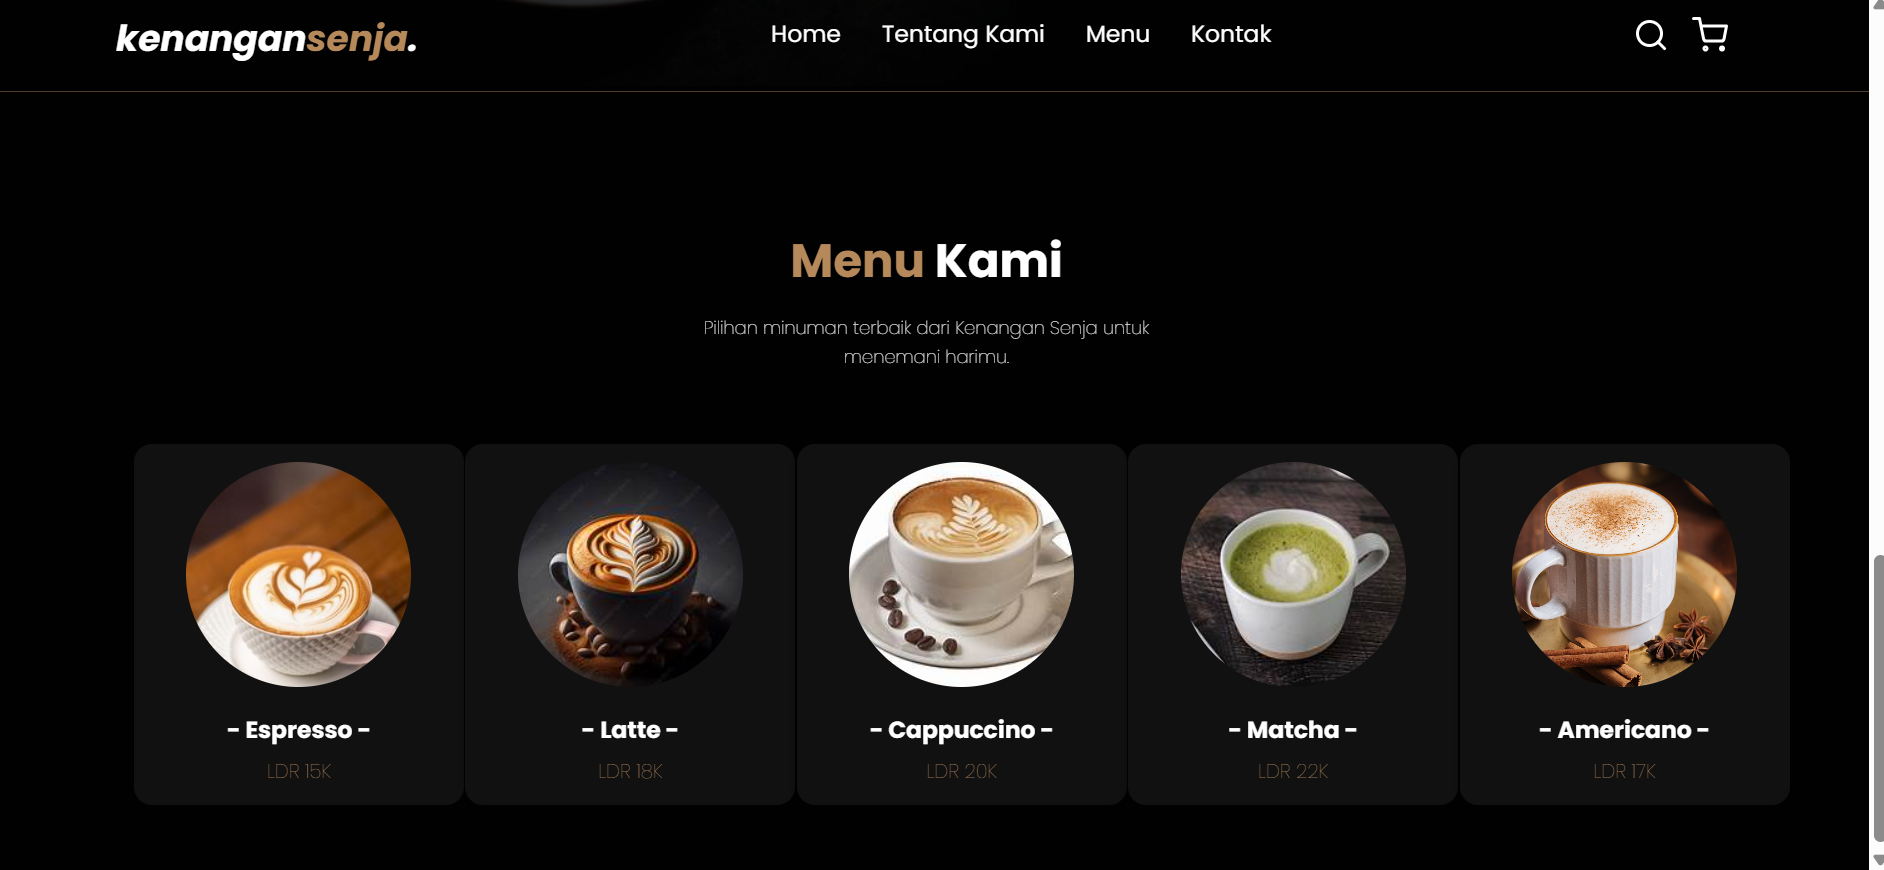 kenangansenja.
Home Tentang Kami Menu Kontak
Menu Kami
Pilihan minuman terbaik dari Kenangan Senja untuk
menemani harimu.
- Espresso -
LDR 15K
- Latte -
LDR 18K
- Cappuccino -
LDR 20K
- Matcha -
LDR 22K
- Americano -
LDR 17K